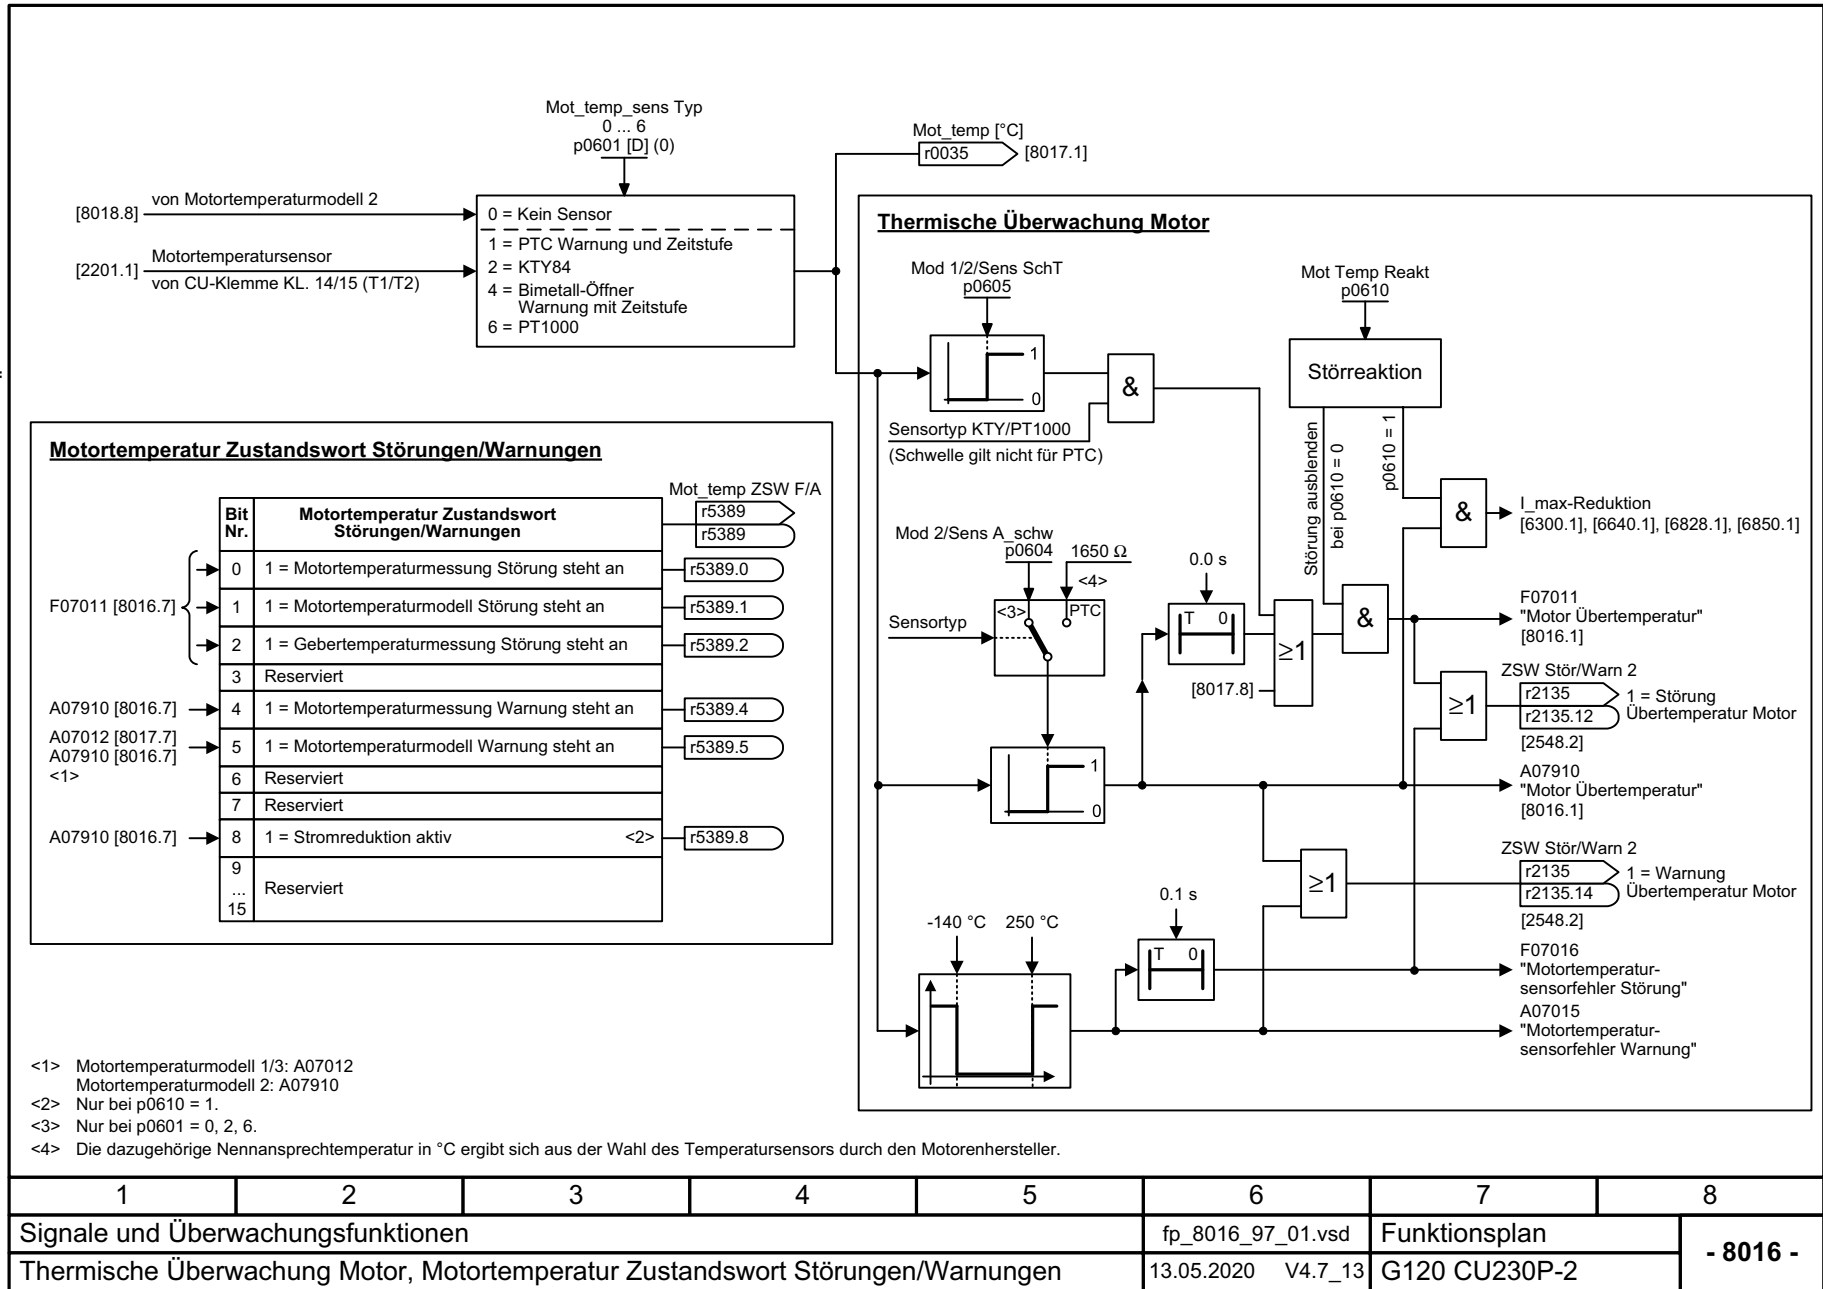 Mot_temp_sens Typ
0 ... 6
p0601 [D] (0)
Mot_temp [°C]
r0035
[8017.1]
[8018.8]
von Motortemperaturmodell 2
[2201.1]
Motortemperatursensor
von CU-Klemme KL. 14/15 (T1/T2)
0 = Kein Sensor
1 = PTC Warnung und Zeitstufe
2 = KTY84
4 = Bimetall-Öffner
Warnung mit Zeitstufe
6 = PT1000
Thermische Überwachung Motor
Mod 1/2/Sens SchT
p0605
1
0
&
Sensortyp KTY/PT1000
(Schwelle gilt nicht für PTC)
Mot Temp Reakt
p0610
Störreaktion
Störung ausblenden
bei p0610 = 0
p0610 = 1
&
I_max-Reduktion
[6300.1], [6640.1], [6828.1], [6850.1]
Mod 2/Sens A_schw
p0604
1650 Ω
<4>
<3>
PTC
Sensortyp
0.0 s
T 0
[8017.8]
≥1
&
F07011
"Motor Übertemperatur"
[8016.1]
ZSW Stör/Warn 2
r2135
r2135.12
1 = Störung
Übertemperatur Motor
[2548.2]
≥1
1
0
A07910
"Motor Übertemperatur"
[8016.1]
ZSW Stör/Warn 2
r2135
r2135.14
1 = Warnung
Übertemperatur Motor
[2548.2]
≥1
0.1 s
T 0
-140 °C
250 °C
F07016
"Motortemperatur-
sensorfehler Störung"
A07015
"Motortemperatur-
sensorfehler Warnung"
Motortemperatur Zustandswort Störungen/Warnungen
Mot_temp ZSW F/A
r5389
r5389
Bit
Nr.
Motortemperatur Zustandswort
Störungen/Warnungen
F07011 [8016.7]
0 1 = Motortemperaturmessung Störung steht an r5389.0
1 1 = Motortemperaturmodell Störung steht an r5389.1
2 1 = Gebertemperaturmessung Störung steht an r5389.2
3 Reserviert
A07910 [8016.7] 4 1 = Motortemperaturmessung Warnung steht an r5389.4
A07012 [8017.7]
A07910 [8016.7]
<1>
5 1 = Motortemperaturmodell Warnung steht an r5389.5
6 Reserviert
7 Reserviert
A07910 [8016.7] 8 1 = Stromreduktion aktiv <2> r5389.8
9
...
15
Reserviert
<1> Motortemperaturmodell 1/3: A07012
Motortemperaturmodell 2: A07910
<2> Nur bei p0610 = 1.
<3> Nur bei p0601 = 0, 2, 6.
<4> Die dazugehörige Nennansprechtemperatur in °C ergibt sich aus der Wahl des Temperatursensors durch den Motorenhersteller.
1 2 3 4 5 6 7 8
Signale und Überwachungsfunktionen
fp_8016_97_01.vsd
Funktionsplan
- 8016 -
Thermische Überwachung Motor, Motortemperatur Zustandswort Störungen/Warnungen
13.05.2020 V4.7_13
G120 CU230P-2